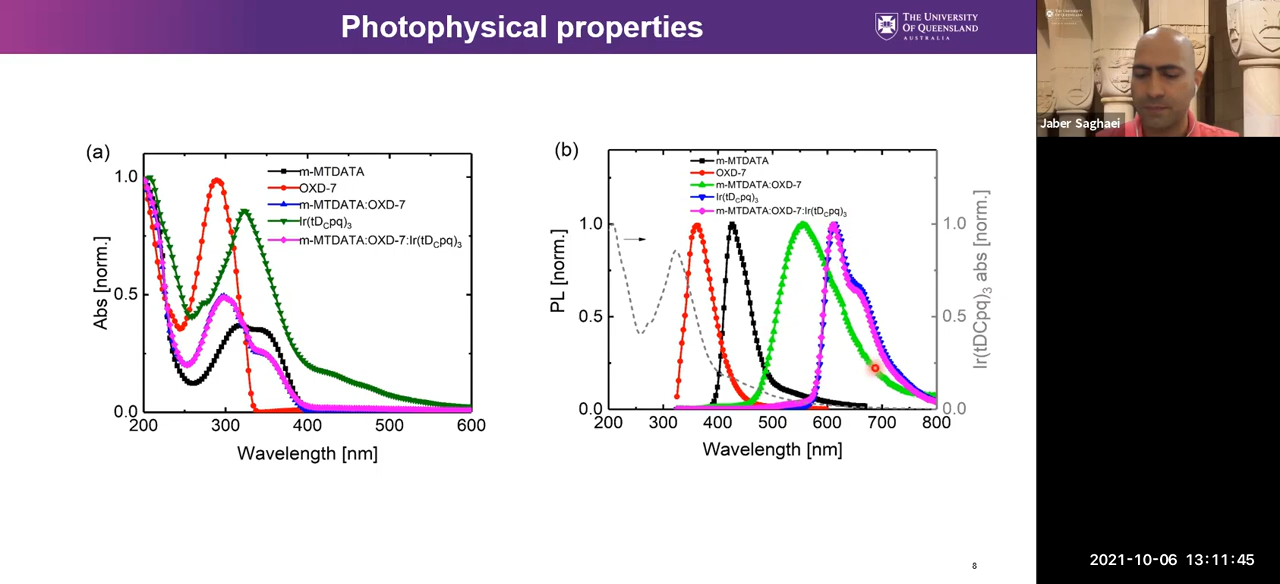 Photophysical properties
THE UNIVERSITY
OF QUEENSLAND
AUSTRALIA
Jaber Saghaei
(a)
m-MTDATA
OXD-7
m-MTDATA:OXD-7
Ir(tDCpq)3
m-MTDATA:OXD-7:Ir(tDCpq)3
1.0
0.5
0.0
Abs [norm.]
200 300 400 500 600
Wavelength [nm]
(b)
m-MTDATA
OXD-7
m-MTDATA:OXD-7
Ir(tDCpq)3
m-MTDATA:OXD-7:Ir(tDCpq)3
1.0
0.5
0.0
PL [norm.]
1.0
0.5
0.0
Ir(tDCpq)3 abs [norm.]
200 300 400 500 600 700 800
Wavelength [nm]
8
2021-10-06 13:11:45